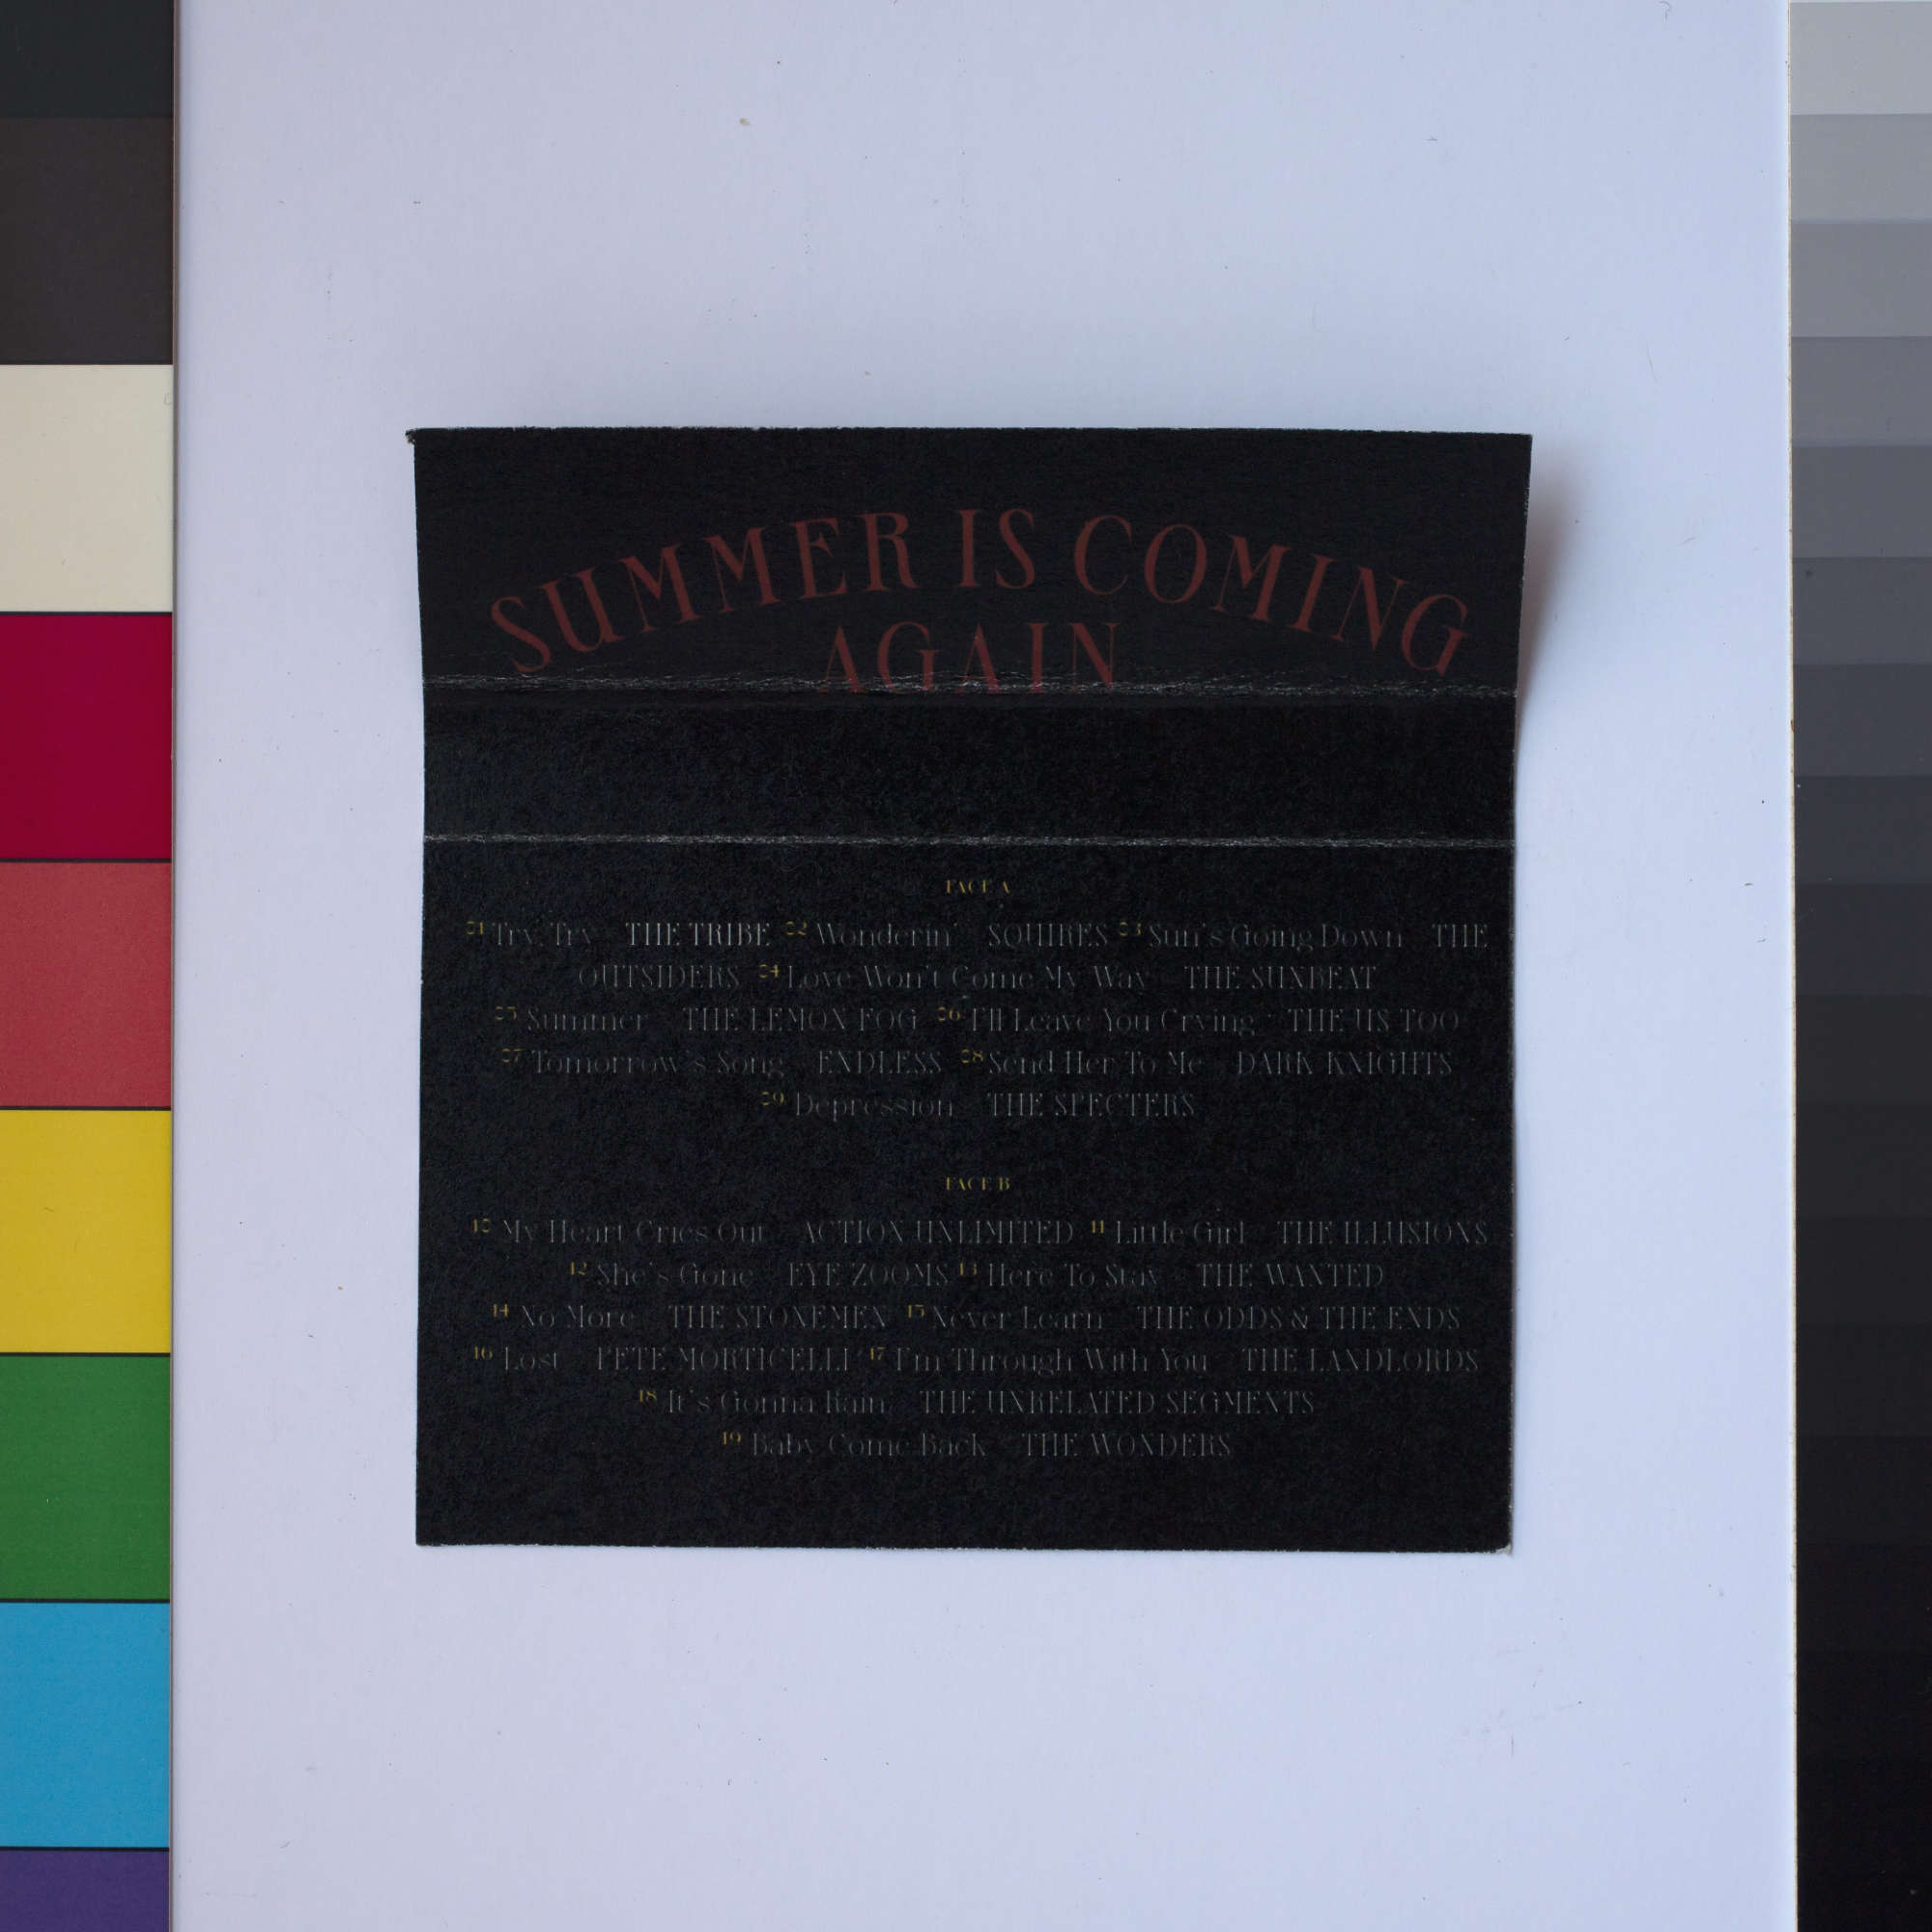 SUMMER IS COMING
AGAIN
FACE A
01 Try, Try THE TRIBE 02 Wonderin' SQUIRES 03 Sun's Going Down THE
OUTSIDERS 04 Love Won't Come My Way THE SUNBEAT
05 Summer THE LEMON FOG 06 I'll Leave You Crying THE US TOO
07 Tomorrow's Song ENDLESS 08 Send Her To Me DARK KNIGHTS
09 Depression THE SPECTERS
FACE B
10 My Heart Cries Out ACTION UNLIMITED 11 Little Girl THE ILLUSIONS
12 She's Gone EYE ZOOMS 13 Here To Stay THE WANTED
14 No More THE STONEMEN 15 Never Learn THE ODDS & THE ENDS
16 Lost PETE MORTICELLI 17 I'm Through With You THE LANDLORDS
18 It's Gonna Rain THE UNRELATED SEGMENTS
19 Baby Come Back THE WONDERS